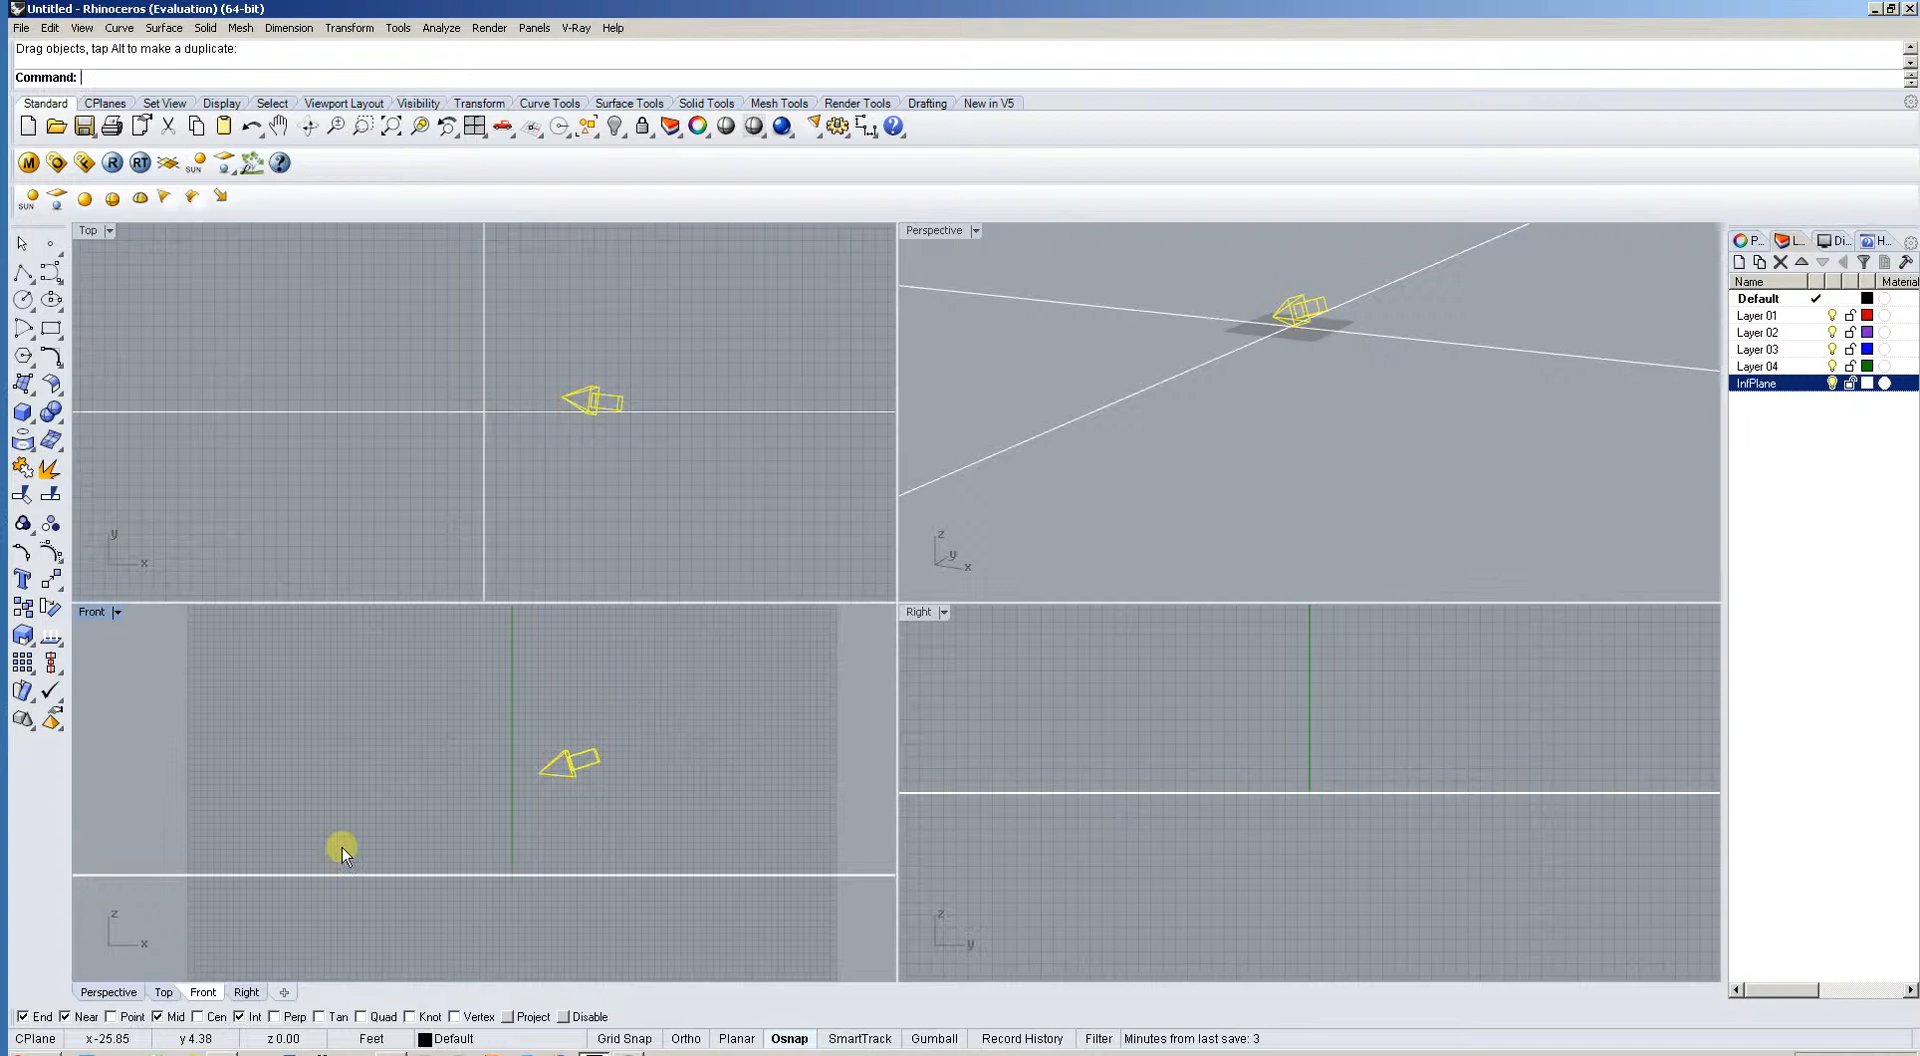 Untitled - Rhinoceros (Evaluation) (64-bit)
File Edit View Curve Surface Solid Mesh Dimension Transform Tools Analyze Render Panels V-Ray Help
Drag objects, tap Alt to make a duplicate:
Command:
Standard CPlanes Set View Display Select Viewport Layout Visibility Transform Curve Tools Surface Tools Solid Tools Mesh Tools Render Tools Drafting New in V5
M O R RT SUN
SUN
Top Perspective
P... L... Di... H...
Name Material
Default
Layer 01
Layer 02
Layer 03
Layer 04
InfPlane
y x
z y x
Front Right
z x
z y
Perspective Top Front Right
End Near Point Mid Cen Int Perp Tan Quad Knot Vertex Project Disable
CPlane x-25.85 y 4.38 z 0.00 Feet Default Grid Snap Ortho Planar Osnap SmartTrack Gumball Record History Filter Minutes from last save: 3